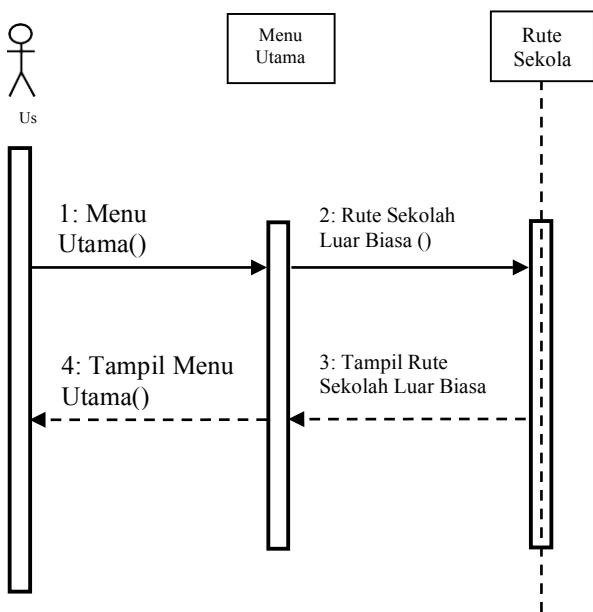 Menu
Utama
Rute
Sekola
Us
1: Menu
Utama()
2: Rute Sekolah
Luar Biasa ()
4: Tampil Menu
Utama()
3: Tampil Rute
Sekolah Luar Biasa